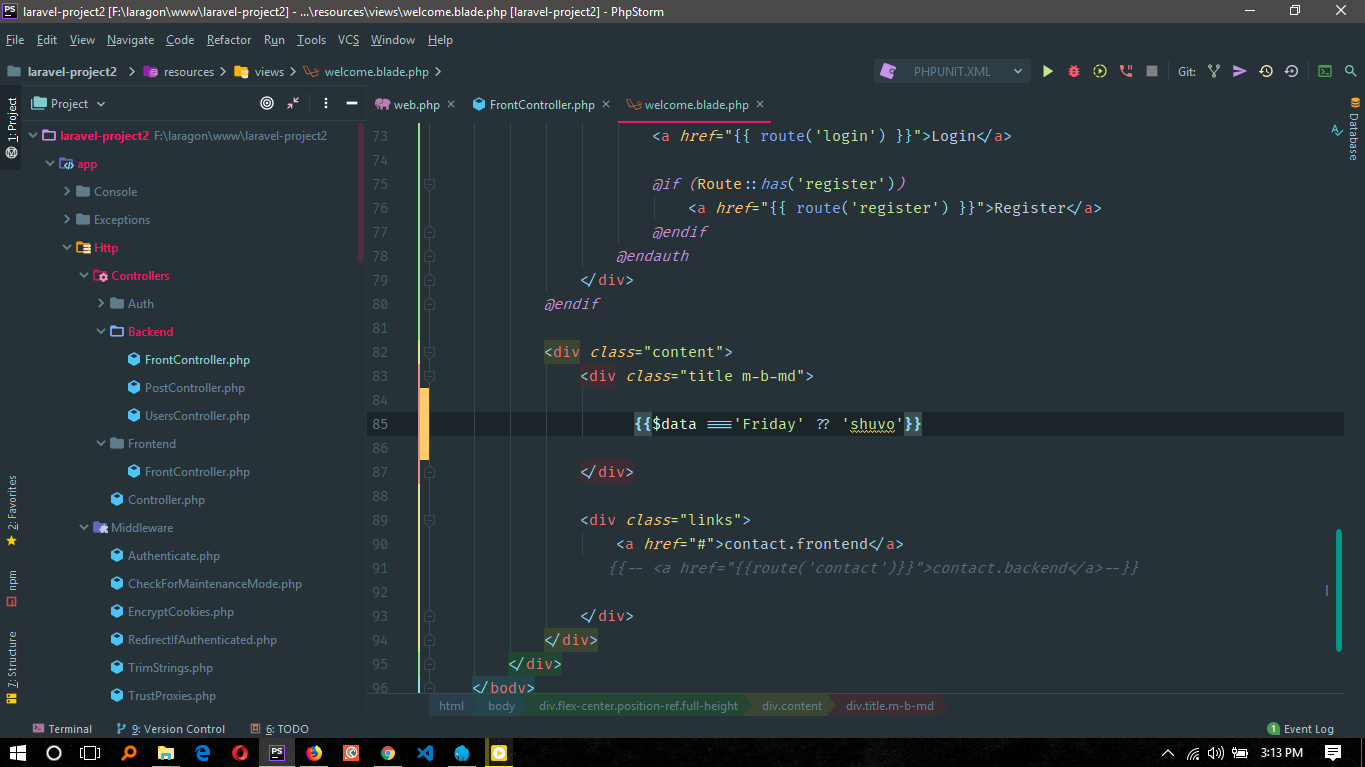 PS laravel-project2 [F:\laragon\www\laravel-project2] - ...\resources\views\welcome.blade.php [laravel-project2] - PhpStorm
File Edit View Navigate Code Refactor Run Tools VCS Window Help
laravel-project2 resources views welcome.blade.php PHPUNIT.XML Git:
Project
web.php FrontController.php welcome.blade.php
1: Project
2: Favorites
npm
7: Structure
Database
laravel-project2 F:\laragon\www\laravel-project2
app
Console
Exceptions
Http
Controllers
Auth
Backend
FrontController.php
PostController.php
UsersController.php
Frontend
FrontController.php
Controller.php
Middleware
Authenticate.php
CheckForMaintenanceMode.php
EncryptCookies.php
RedirectIfAuthenticated.php
TrimStrings.php
TrustProxies.php
73 <a href="{{ route('login') }}">Login</a>
74
75 @if (Route::has('register'))
76 <a href="{{ route('register') }}">Register</a>
77 @endif
78 @endauth
79 </div>
80 @endif
81
82 <div class="content">
83 <div class="title m-b-md">
84
85 {{$data ==='Friday' ?? 'shuvo'}}
86
87 </div>
88
89 <div class="links">
90 <a href="#">contact.frontend</a>
91 {{-- <a href="{{route('contact')}}">contact.backend</a>--}}
92
93 </div>
94 </div>
95 </div>
96 </body>
html body div.flex-center.position-ref.full-height div.content div.title.m-b-md
Terminal 9: Version Control 6: TODO 1 Event Log
PS 3:13 PM